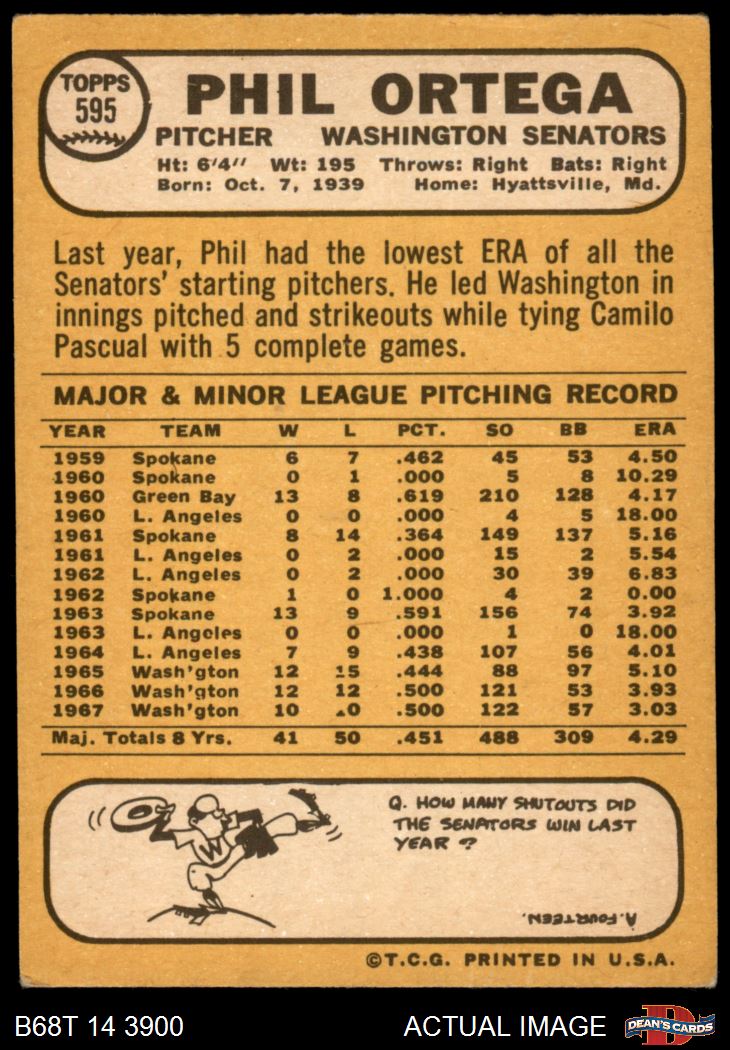 TOPPS
595
PHIL ORTEGA
PITCHER WASHINGTON SENATORS
Ht: 6'4" Wt: 195 Throws: Right Bats: Right
Born: Oct. 7, 1939 Home: Hyattsville, Md.
Last year, Phil had the lowest ERA of all the
Senators' starting pitchers. He led Washington in
innings pitched and strikeouts while tying Camilo
Pascual with 5 complete games.
MAJOR & MINOR LEAGUE PITCHING RECORD
YEAR TEAM W L PCT. SO BB ERA
1959 Spokane 6 7 .462 45 53 4.50
1960 Spokane 0 1 .000 5 8 10.29
1960 Green Bay 13 8 .619 210 128 4.17
1960 L. Angeles 0 0 .000 4 5 18.00
1961 Spokane 8 14 .364 149 137 5.16
1961 L. Angeles 0 2 .000 15 2 5.54
1962 L. Angeles 0 2 .000 30 39 6.83
1962 Spokane 1 0 1.000 4 2 0.00
1963 Spokane 13 9 .591 156 74 3.92
1963 L. Angeles 0 0 .000 1 0 18.00
1964 L. Angeles 7 9 .438 107 56 4.01
1965 Wash'gton 12 15 .444 88 97 5.10
1966 Wash'gton 12 12 .500 121 53 3.93
1967 Wash'gton 10 10 .500 122 57 3.03
Maj. Totals 8 Yrs. 41 50 .451 488 309 4.29
W
Q. HOW MANY SHUTOUTS DID
THE SENATORS WIN LAST
YEAR ?
A. FOURTEEN.
©T.C.G. PRINTED IN U.S.A.
B68T 14 3900 ACTUAL IMAGE
D
DEAN'S CARDS